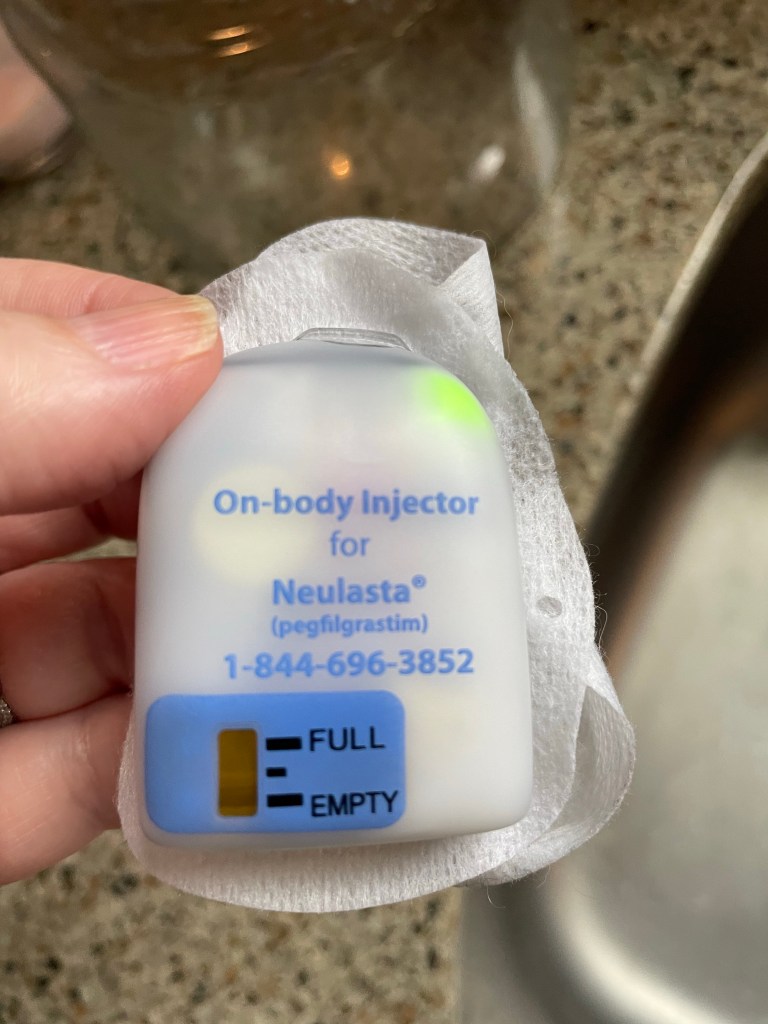 On-body Injector
for
Neulasta®
(pegfilgrastim)
1-844-696-3852
FULL
EMPTY